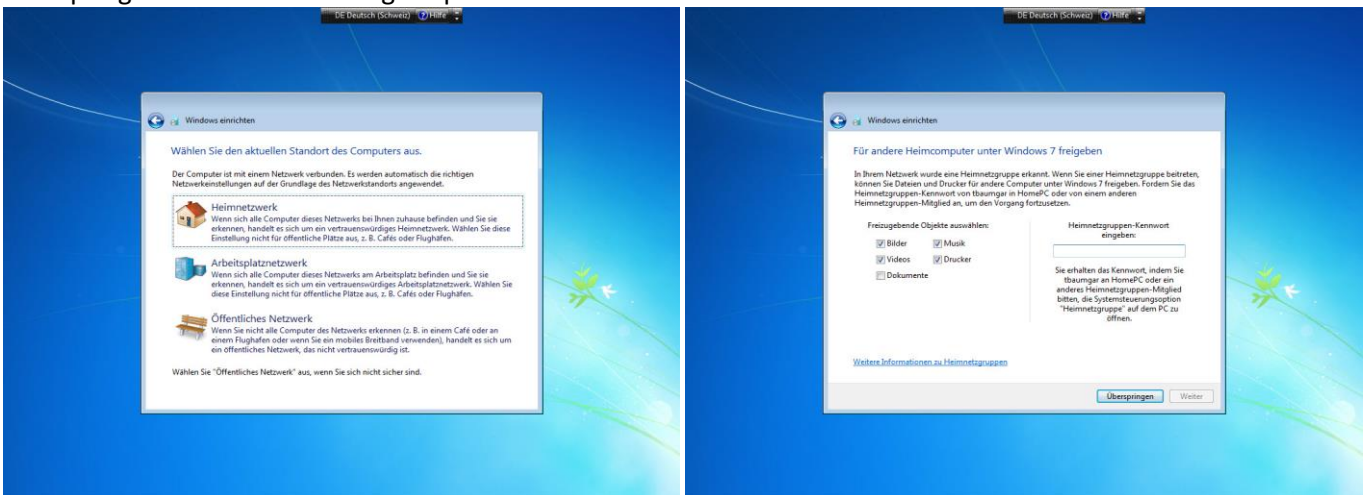 DE Deutsch (Schweiz) Hilfe
Windows einrichten
Wählen Sie den aktuellen Standort des Computers aus.
Der Computer ist mit einem Netzwerk verbunden. Es werden automatisch die richtigen
Netzwerkeinstellungen auf der Grundlage des Netzwerkstandorts angewendet.
Heimnetzwerk
Wenn sich alle Computer dieses Netzwerks bei Ihnen zuhause befinden und Sie sie
erkennen, handelt es sich um ein vertrauenswürdiges Heimnetzwerk. Wählen Sie diese
Einstellung nicht für öffentliche Plätze aus, z. B. Cafés oder Flughäfen.
Arbeitsplatznetzwerk
Wenn sich alle Computer dieses Netzwerks am Arbeitsplatz befinden und Sie sie
erkennen, handelt es sich um ein vertrauenswürdiges Arbeitsplatznetzwerk. Wählen Sie
diese Einstellung nicht für öffentliche Plätze aus, z. B. Cafés oder Flughäfen.
Öffentliches Netzwerk
Wenn Sie nicht alle Computer des Netzwerks erkennen (z. B. in einem Café oder an
einem Flughafen oder wenn Sie ein mobiles Breitband verwenden), handelt es sich um
ein öffentliches Netzwerk, das nicht vertrauenswürdig ist.
Wählen Sie "Öffentliches Netzwerk" aus, wenn Sie sich nicht sicher sind.
DE Deutsch (Schweiz) Hilfe
Windows einrichten
Für andere Heimcomputer unter Windows 7 freigeben
In Ihrem Netzwerk wurde eine Heimnetzgruppe erkannt. Wenn Sie einer Heimnetzgruppe beitreten,
können Sie Dateien und Drucker für andere Computer unter Windows 7 freigeben. Fordern Sie das
Heimnetzgruppen-Kennwort von tbaumgar in HomePC oder von einem anderen
Heimnetzgruppen-Mitglied an, um den Vorgang fortzusetzen.
Freizugebende Objekte auswählen:
Bilder Musik
Videos Drucker
Dokumente
Heimnetzgruppen-Kennwort
eingeben:
Sie erhalten das Kennwort, indem Sie
tbaumgar an HomePC oder ein
anderes Heimnetzgruppen-Mitglied
bitten, die Systemsteuerungsoption
"Heimnetzgruppe" auf dem PC zu
öffnen.
Weitere Informationen zu Heimnetzgruppen
Überspringen Weiter